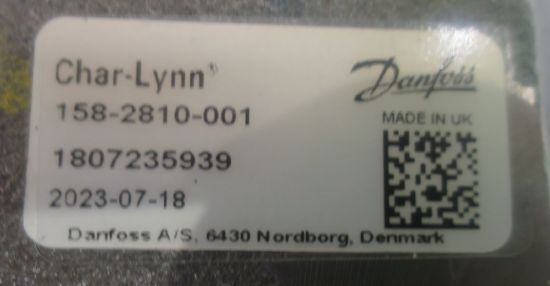 Char-Lynn®
Danfoss
158-2810-001
MADE IN UK
1807235939
2023-07-18
Danfoss A/S, 6430 Nordborg, Denmark